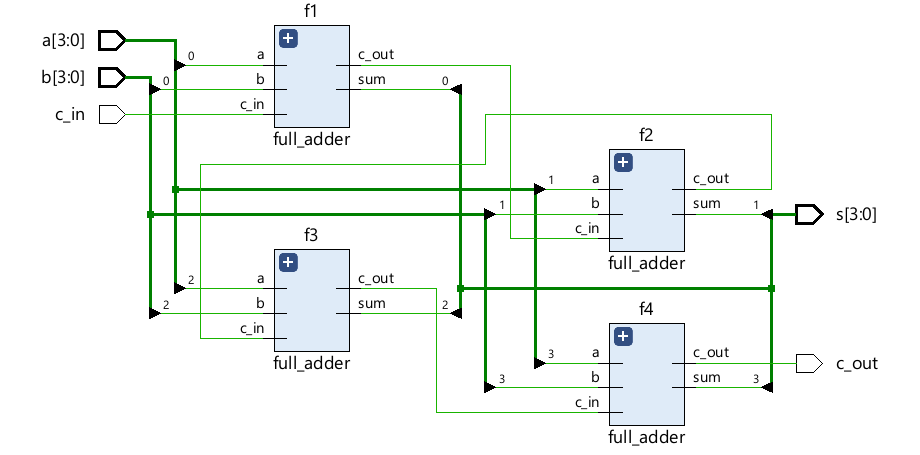 f1
a[3:0]
0
a
c_out
b[3:0]
0
b
sum
0
c_in
c_in
full_adder
f2
1
a
c_out
1
b
sum
1
s[3:0]
c_in
full_adder
f3
2
a
c_out
2
b
sum
2
c_in
full_adder
f4
3
a
c_out
c_out
3
b
sum
3
c_in
full_adder